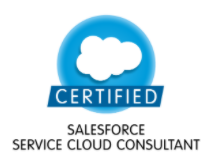 CERTIFIED
SALESFORCE
SERVICE CLOUD CONSULTANT